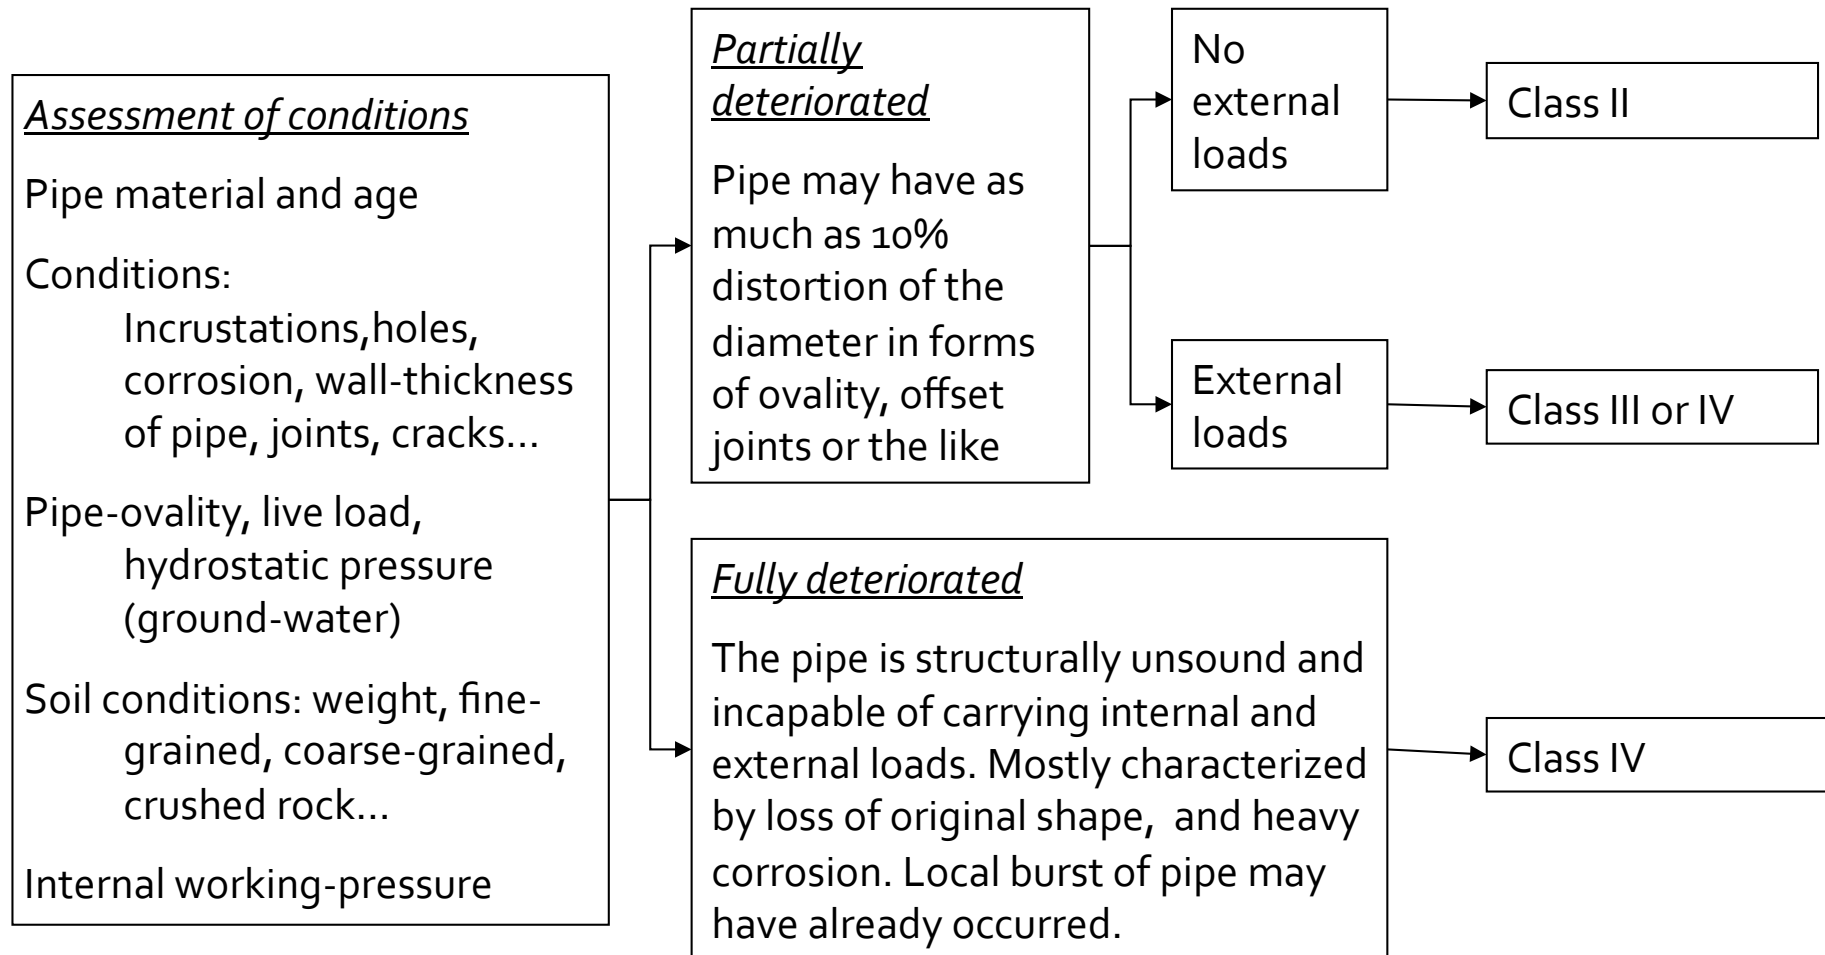 Assessment of conditions
Pipe material and age
Conditions:
Incrustations,holes,
corrosion, wall-thickness
of pipe, joints, cracks...
Pipe-ovality, live load,
hydrostatic pressure
(ground-water)
Soil conditions: weight, fine-
grained, coarse-grained,
crushed rock...
Internal working-pressure
Partially
deteriorated
Pipe may have as
much as 10%
distortion of the
diameter in forms
of ovality, offset
joints or the like
No
external
loads
Class II
External
loads
Class III or IV
Fully deteriorated
The pipe is structurally unsound and
incapable of carrying internal and
external loads. Mostly characterized
by loss of original shape,  and heavy
corrosion. Local burst of pipe may
have already occurred.
Class IV